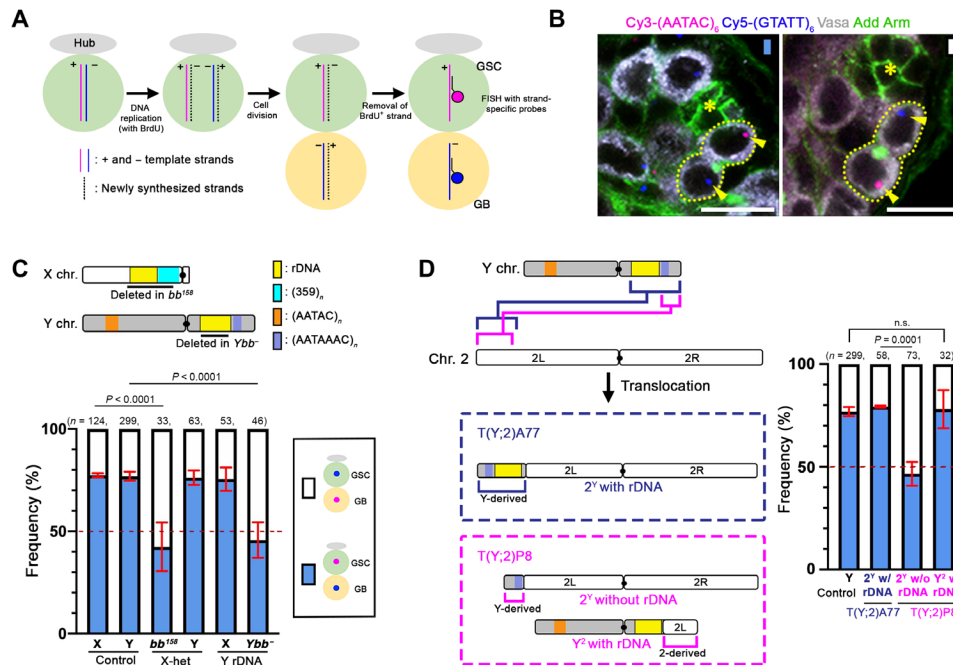 A
Hub
+
−
+
−
−
+
+
−
GSC
+
DNA
replication
(with BrdU)
Cell
division
Removal of
BrdU⁺ strand
FISH with strand-
specific probes
−
+
−
GB
: + and − template strands
: Newly synthesized strands
B
Cy3-(AATAC)₆ Cy5-(GTATT)₆ Vasa Add Arm
*
*
C
X chr.
Deleted in bb¹⁵⁸
Y chr.
Deleted in Ybb⁻
: rDNA
: (359)ₙ
: (AATAC)ₙ
: (AATAAAC)ₙ
P < 0.0001
P < 0.0001
(n = 124, 299, 33, 63, 53, 46)
Frequency (%)
100
50
0
X Y bb¹⁵⁸ Y X Ybb⁻
Control X-het Y rDNA
GSC
GB
GSC
GB
D
Y chr.
Chr. 2
2L 2R
Translocation
T(Y;2)A77
2L 2R
2ʸ with rDNA
Y-derived
T(Y;2)P8
2L 2R
2ʸ without rDNA
Y-derived
2L
Y² with rDNA
2-derived
n.s.
P = 0.0001
(n = 299, 58, 73, 32)
Frequency (%)
100
50
0
Y 2ʸ w/ 2ʸ w/o Y² w
Control rDNA rDNA rDN
T(Y;2)A77 T(Y;2)P8